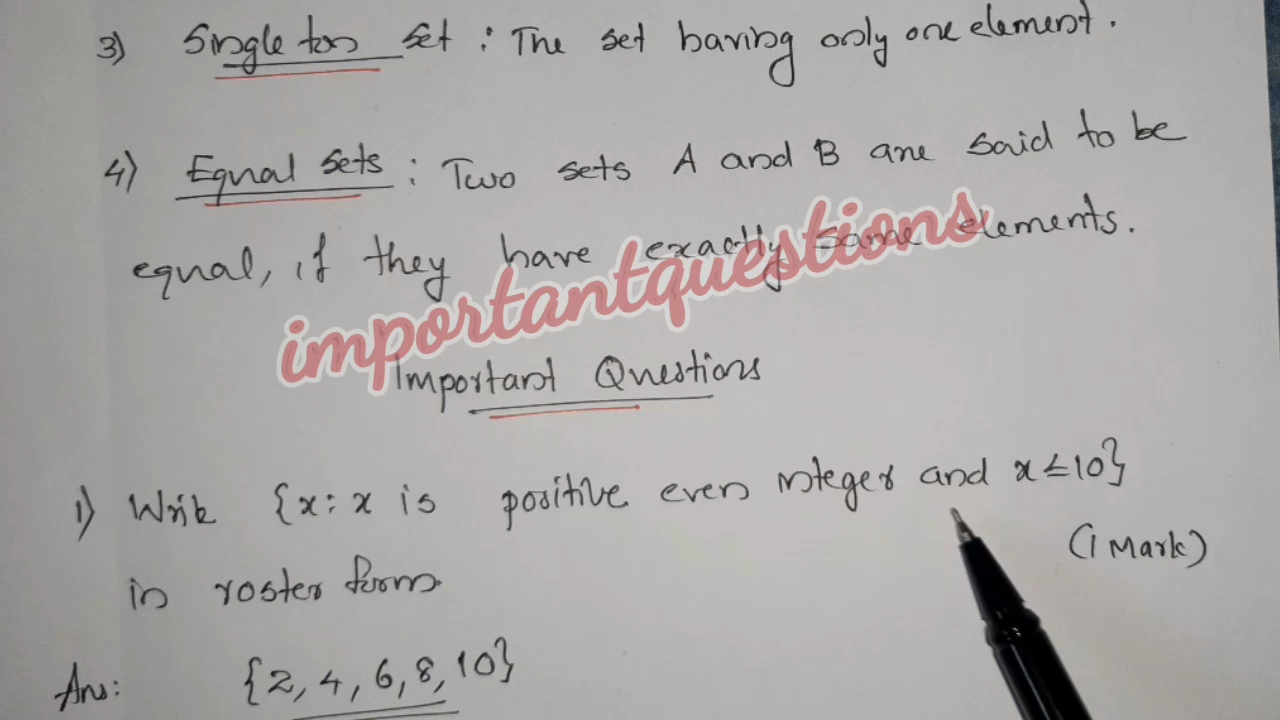 3) Singleton set : The set having only one element.
4) Equal sets : Two sets A and B are said to be
equal, if they have exactly same elements.
importantquestions
Important Questions
1) Write {x : x is positive even integer and x ≤ 10}
(1 Mark)
in roster form.
Ans: {2, 4, 6, 8, 10}